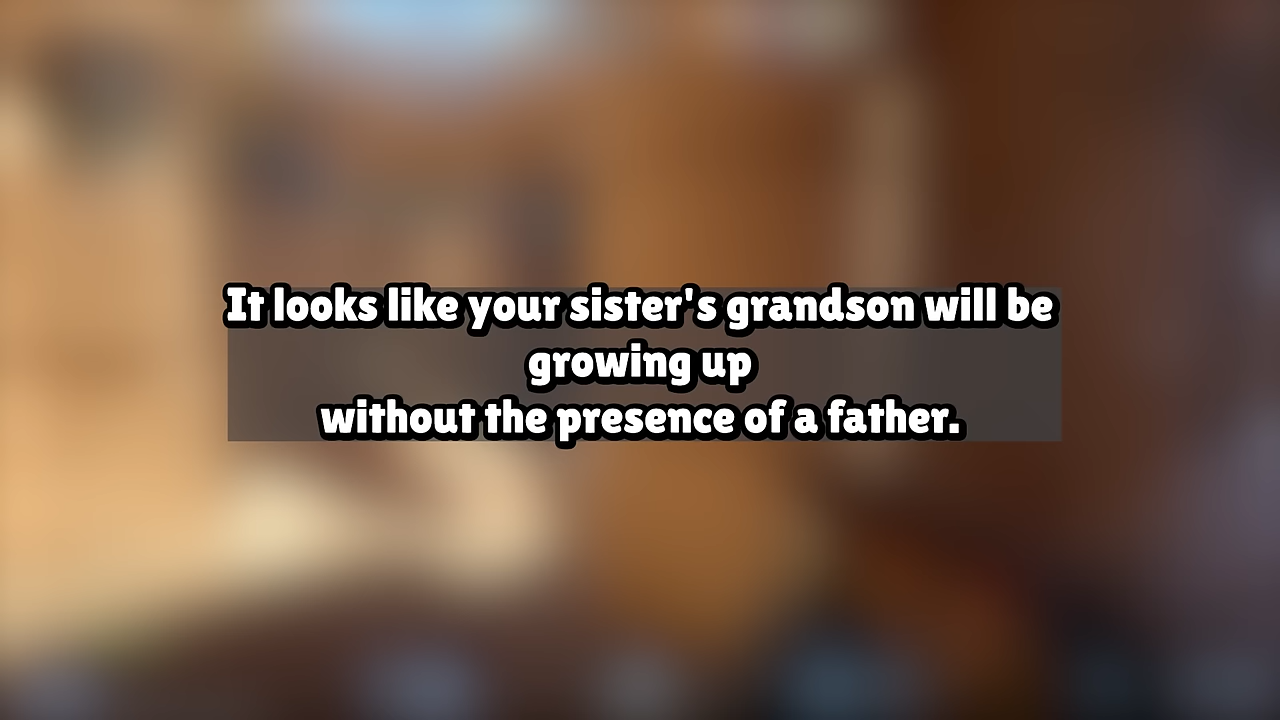 It looks like your sister's grandson will be
growing up
without the presence of a father.